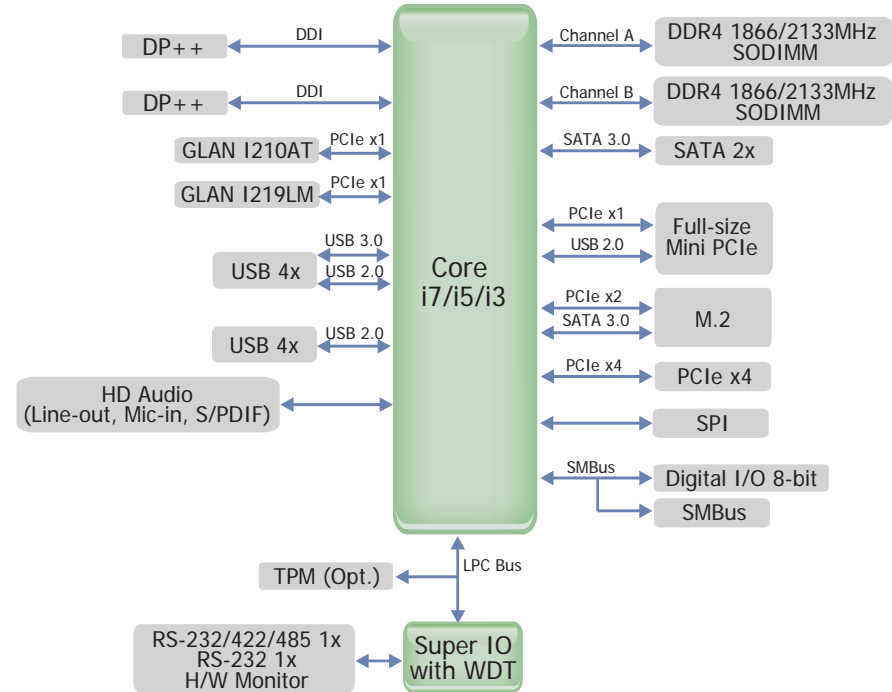 DP++
DDI
DP++
DDI
GLAN I210AT
PCIe x1
GLAN I219LM
PCIe x1
USB 4x
USB 3.0
USB 2.0
USB 4x
USB 2.0
HD Audio
(Line-out, Mic-in, S/PDIF)
Core
i7/i5/i3
Channel A
DDR4 1866/2133MHz
SODIMM
Channel B
DDR4 1866/2133MHz
SODIMM
SATA 3.0
SATA 2x
PCIe x1
USB 2.0
Full-size
Mini PCIe
PCIe x2
SATA 3.0
M.2
PCIe x4
PCIe x4
SPI
SMBus
Digital I/O 8-bit
SMBus
LPC Bus
TPM (Opt.)
RS-232/422/485 1x
RS-232 1x
H/W Monitor
Super IO
with WDT